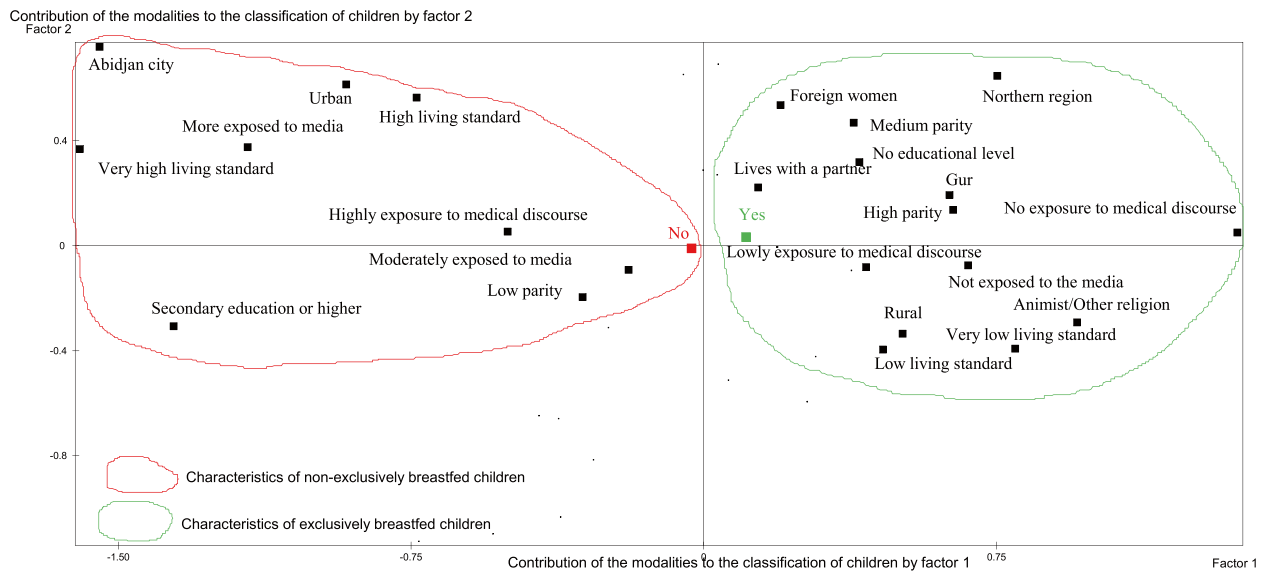 Contribution of the modalities to the classification of children by factor 2
Factor 2
Abidjan city
Urban
High living standard
More exposed to media
Very high living standard
Highly exposure to medical discourse
No
Moderately exposed to media
Low parity
Secondary education or higher
Foreign women
Northern region
Medium parity
No educational level
Lives with a partner
Gur
Yes
High parity
No exposure to medical discourse
Lowly exposure to medical discourse
Not exposed to the media
Animist/Other religion
Rural
Very low living standard
Low living standard
0.4
0
-0.4
-0.8
Characteristics of non-exclusively breastfed children
Characteristics of exclusively breastfed children
-1.50
-0.75
0
0.75
Contribution of the modalities to the classification of children by factor 1
Factor 1